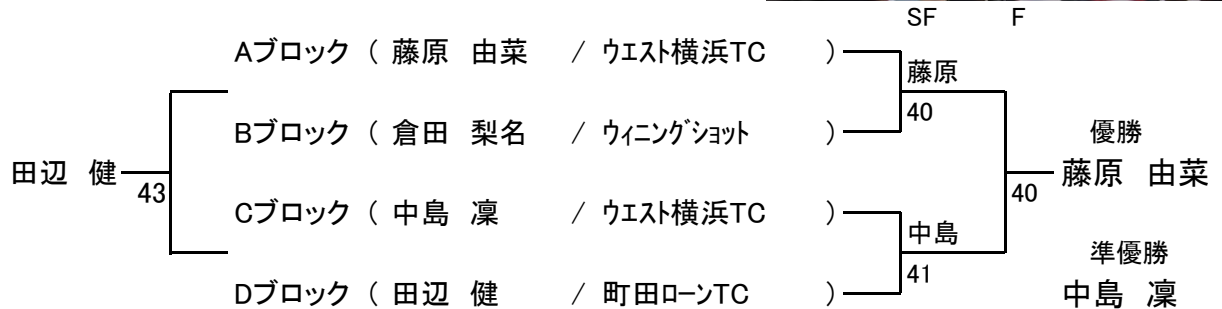 SF F
Aブロック ( 藤原 由菜 / ウエスト横浜TC )
藤原
40
Bブロック ( 倉田 梨名 / ウィニングショット )
優勝
田辺 健
43
40
藤原 由菜
Cブロック ( 中島 凜 / ウエスト横浜TC )
中島
41
準優勝
Dブロック ( 田辺 健 / 町田ローンTC )
中島 凜